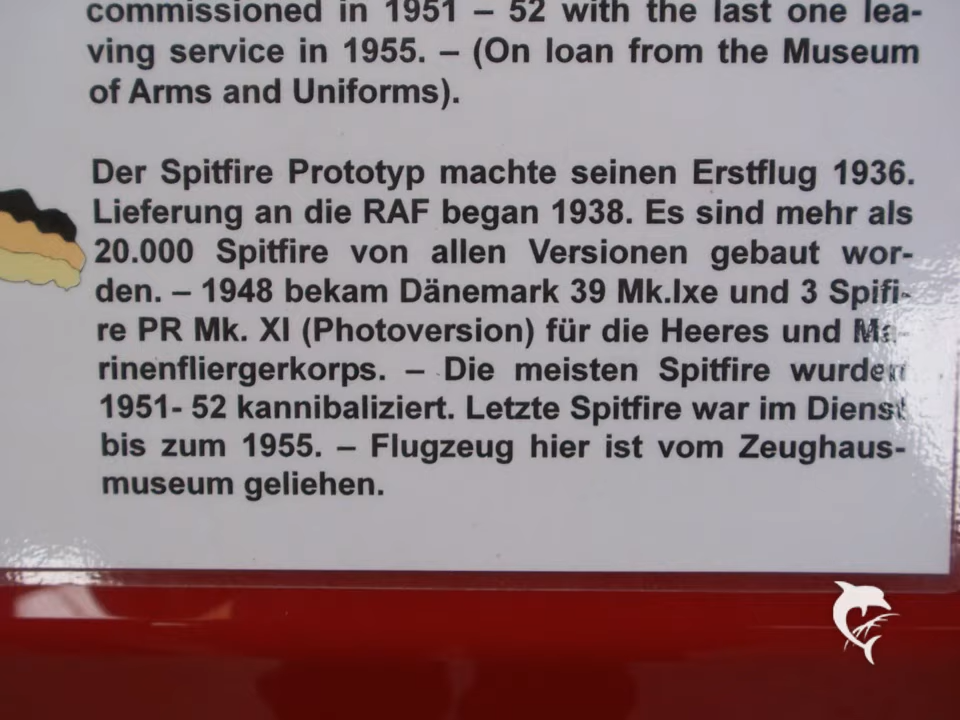 commissioned in 1951 – 52 with the last one lea-
ving service in 1955. – (On loan from the Museum
of Arms and Uniforms).
Der Spitfire Prototyp machte seinen Erstflug 1936.
Lieferung an die RAF began 1938. Es sind mehr als
20.000 Spitfire von allen Versionen gebaut wor-
den. – 1948 bekam Dänemark 39 Mk.Ixe und 3 Spifi-
re PR Mk. XI (Photoversion) für die Heeres und Ma-
rinenfliergerkorps. – Die meisten Spitfire wurden
1951- 52 kannibaliziert. Letzte Spitfire war im Dienst
bis zum 1955. – Flugzeug hier ist vom Zeughaus-
museum geliehen.